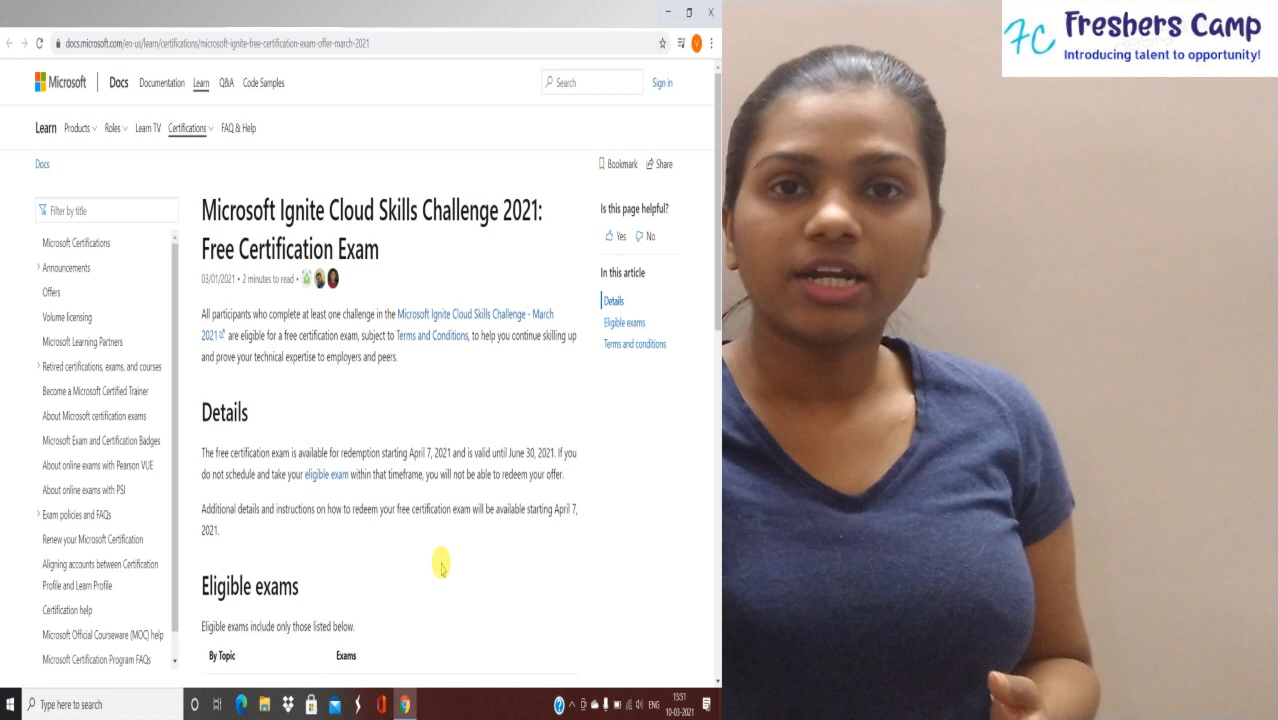 docs.microsoft.com/en-us/learn/certifications/microsoft-ignite-free-certification-exam-offer-march-2021
V
Microsoft
Docs Documentation Learn Q&A Code Samples
Search
Sign in
Learn Products Roles Learn TV Certifications FAQ & Help
Docs
Bookmark Share
Filter by title
Microsoft Certifications
Announcements
Offers
Volume licensing
Microsoft Learning Partners
Retired certifications, exams, and courses
Become a Microsoft Certified Trainer
About Microsoft certification exams
Microsoft Exam and Certification Badges
About online exams with Pearson VUE
About online exams with PSI
Exam policies and FAQs
Renew your Microsoft Certification
Aligning accounts between Certification
Profile and Learn Profile
Certification help
Microsoft Official Courseware (MOC) help
Microsoft Certification Program FAQs
Microsoft Ignite Cloud Skills Challenge 2021:
Free Certification Exam
03/01/2021 • 2 minutes to read •
All participants who complete at least one challenge in the Microsoft Ignite Cloud Skills Challenge - March
2021 are eligible for a free certification exam, subject to Terms and Conditions, to help you continue skilling up
and prove your technical expertise to employers and peers.
Details
The free certification exam is available for redemption starting April 7, 2021 and is valid until June 30, 2021. If you
do not schedule and take your eligible exam within that timeframe, you will not be able to redeem your offer.
Additional details and instructions on how to redeem your free certification exam will be available starting April 7,
2021.
Eligible exams
Eligible exams include only those listed below.
By Topic Exams
Is this page helpful?
Yes No
In this article
Details
Eligible exams
Terms and conditions
Type here to search
ENG
15:51
10-03-2021
FC
Freshers Camp
Introducing talent to opportunity!